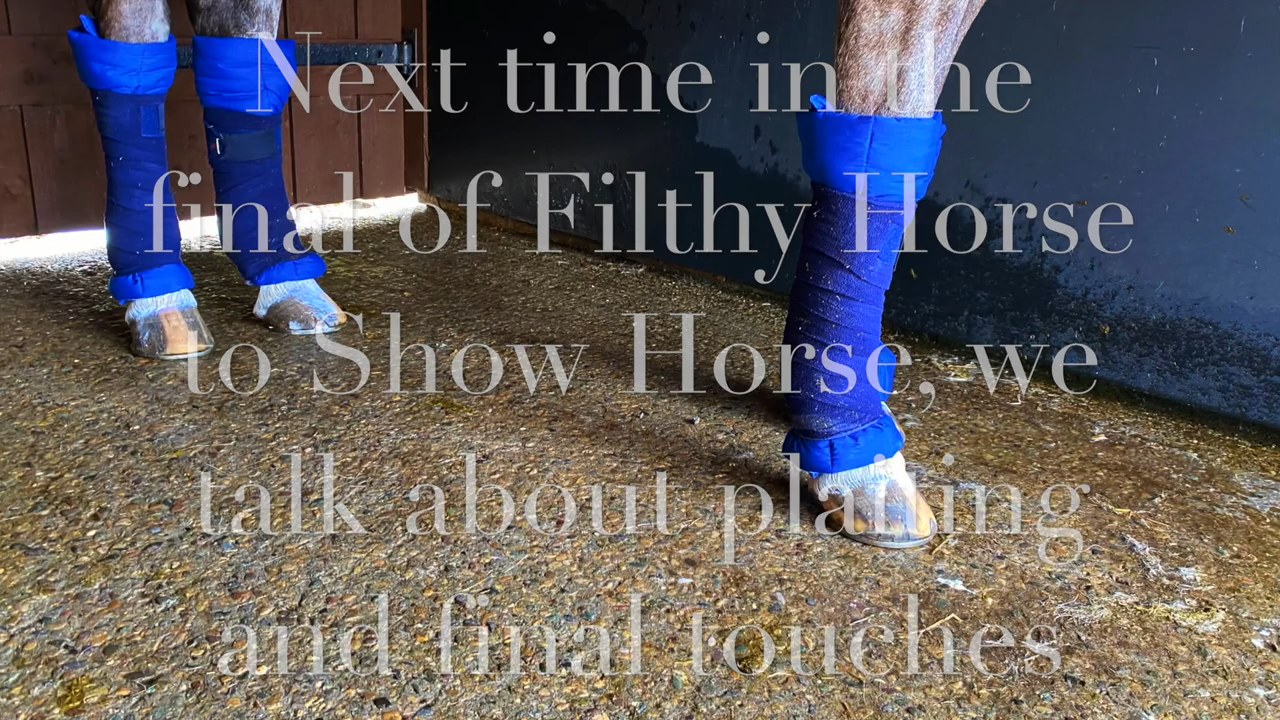 Next time in the
final of Filthy Horse
to Show Horse, we
talk about plaiting
and final touches